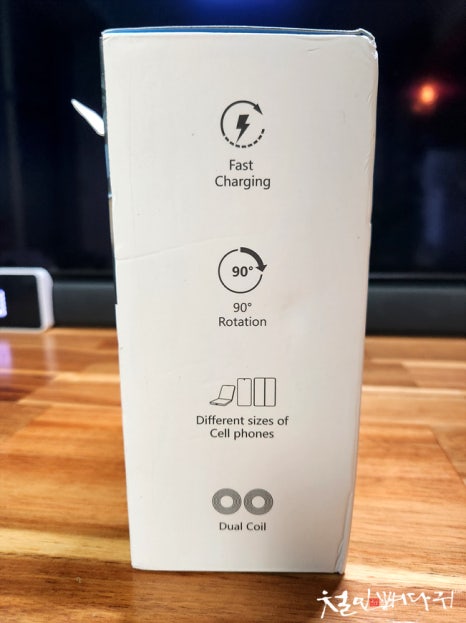 Fast
Charging
90°
90°
Rotation
Different sizes of
Cell phones
Dual Coil